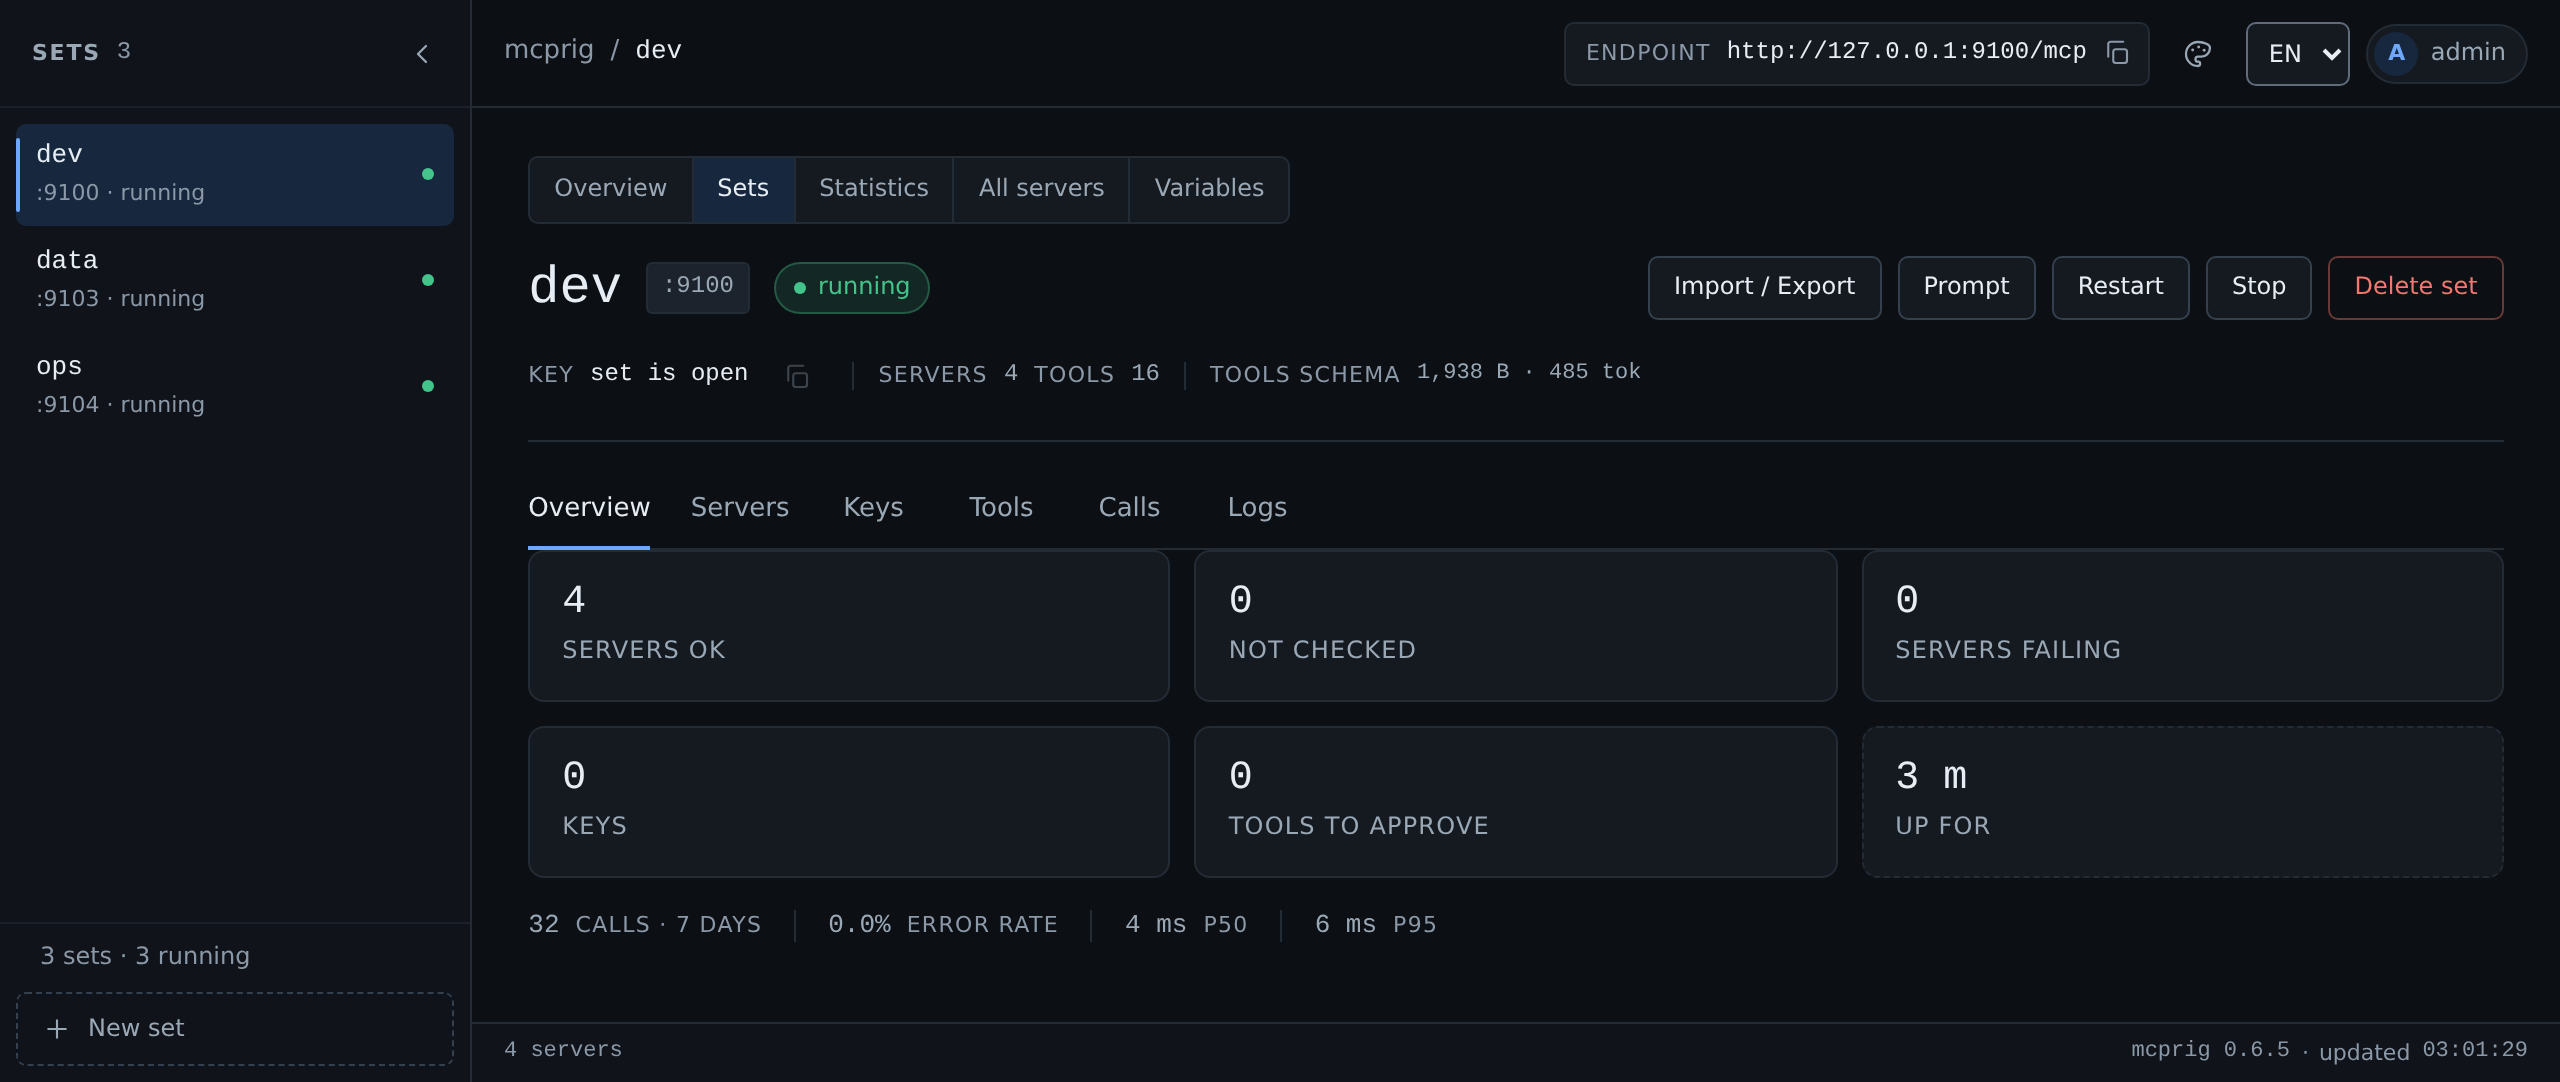 SETS 3
mcprig / dev
ENDPOINT http://127.0.0.1:9100/mcp
EN
A admin
dev
:9100 · running
data
:9103 · running
ops
:9104 · running
3 sets · 3 running
New set
Overview Sets Statistics All servers Variables
dev :9100 running
Import / Export Prompt Restart Stop Delete set
KEY set is open SERVERS 4 TOOLS 16 TOOLS SCHEMA 1,938 B · 485 tok
Overview Servers Keys Tools Calls Logs
4
SERVERS OK
0
NOT CHECKED
0
SERVERS FAILING
0
KEYS
0
TOOLS TO APPROVE
3 m
UP FOR
32 CALLS · 7 DAYS 0.0% ERROR RATE 4 ms P50 6 ms P95
4 servers
mcprig 0.6.5 · updated 03:01:29